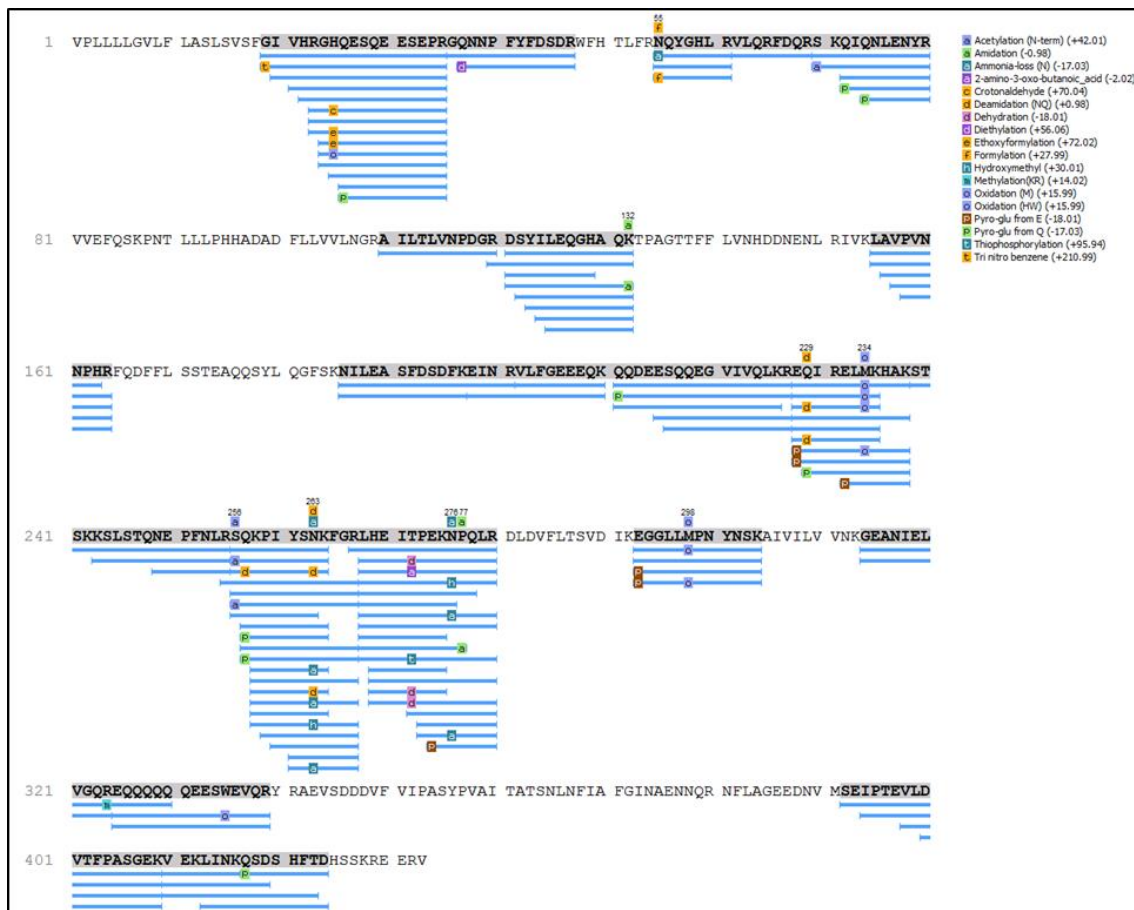 55
f
1 VPLLLLGVLF LASLSVSFGI VHRGHQESQE ESEPRGQNNP FYFDSDRWFH TLFRNQYGHL RVLQRFDQRS KQIQNLENYR
a
t d f a
p
p
c
e
e
o
p
132
a
81 VVEFQSKPNT LLLPHHADAD FLLVVLNGRA ILTLVNPDGR DSYILEQGHA QKTPAGTTFF LVNHDDNENL RIVKLAVPVN
a
229 234
d o
161 NPHRFQDFFL SSTEAQQSYL QGFSKNILEA SFDSDFKEIN RVLFGEEEQK QQDEESQQEG VIVQLKREQI RELMKHAKST
o
p o
d o
d
p o
p
p
p
256 263 27677 298
d
a a a a o
241 SKKSLSTQNE PFNLRSQKPI YSNKFGRLHE ITPEKNPQLR DLDVFLTSVD IKEGGLLMPN YNSKAIVILV VNKGEANIEL
o
a d
d d a p
h p o
a
a
p
a
p t
a
d d
a d
h
a
p
a
321 VGQREQQQQQ QEESWEVQRY RAEVSDDDVF VIPASYPVAI TATSNLNFIA FGINAENNQR NFLAGEEDNV MSEIPTEVLD
m
o
401 VTFPASGEKV EKLINKQSDS HFTDHSSKRE ERV
p
a Acetylation (N-term) (+42.01)
a Amidation (-0.98)
a Ammonia-loss (N) (-17.03)
a 2-amino-3-oxo-butanoic_acid (-2.02)
c Crotonaldehyde (+70.04)
d Deamidation (NQ) (+0.98)
d Dehydration (-18.01)
d Diethylation (+56.06)
e Ethoxyformylation (+72.02)
f Formylation (+27.99)
h Hydroxymethyl (+30.01)
m Methylation(KR) (+14.02)
o Oxidation (M) (+15.99)
o Oxidation (HW) (+15.99)
p Pyro-glu from E (-18.01)
p Pyro-glu from Q (-17.03)
t Thiophosphorylation (+95.94)
t Tri nitro benzene (+210.99)